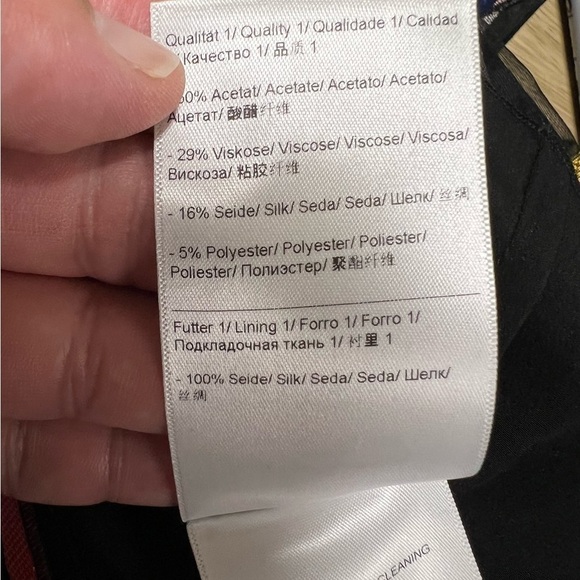 Qualität 1/ Quality 1/ Qualidade 1/ Calidad
Качество 1/ 品质 1
0% Acetat/ Acetate/ Acetato/ Acetato/
Ацетат/ 酸醋纤维
- 29% Viskose/ Viscose/ Viscose/ Viscosa/
Вискоза/ 粘胶纤维
- 16% Seide/ Silk/ Seda/ Seda/ Шелк/ 丝绸
- 5% Polyester/ Polyester/ Poliester/
Poliester/ Полиэстер/ 聚酯纤维
Futter 1/ Lining 1/ Forro 1/ Forro 1/
Подкладочная ткань 1/ 衬里 1
- 100% Seide/ Silk/ Seda/ Seda/ Шелк/
丝绸
CLEANING